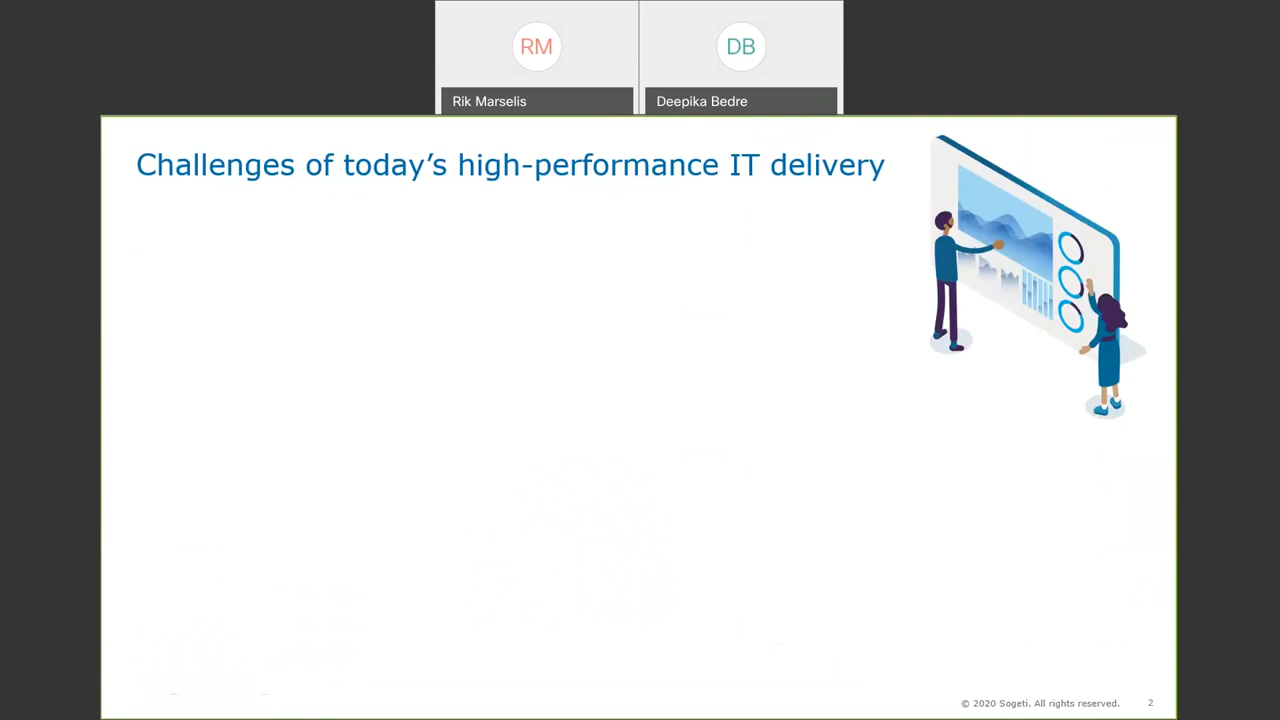 RM
DB
Rik Marselis
Deepika Bedre
Challenges of today’s high-performance IT delivery
© 2020 Sogeti. All rights reserved.
2